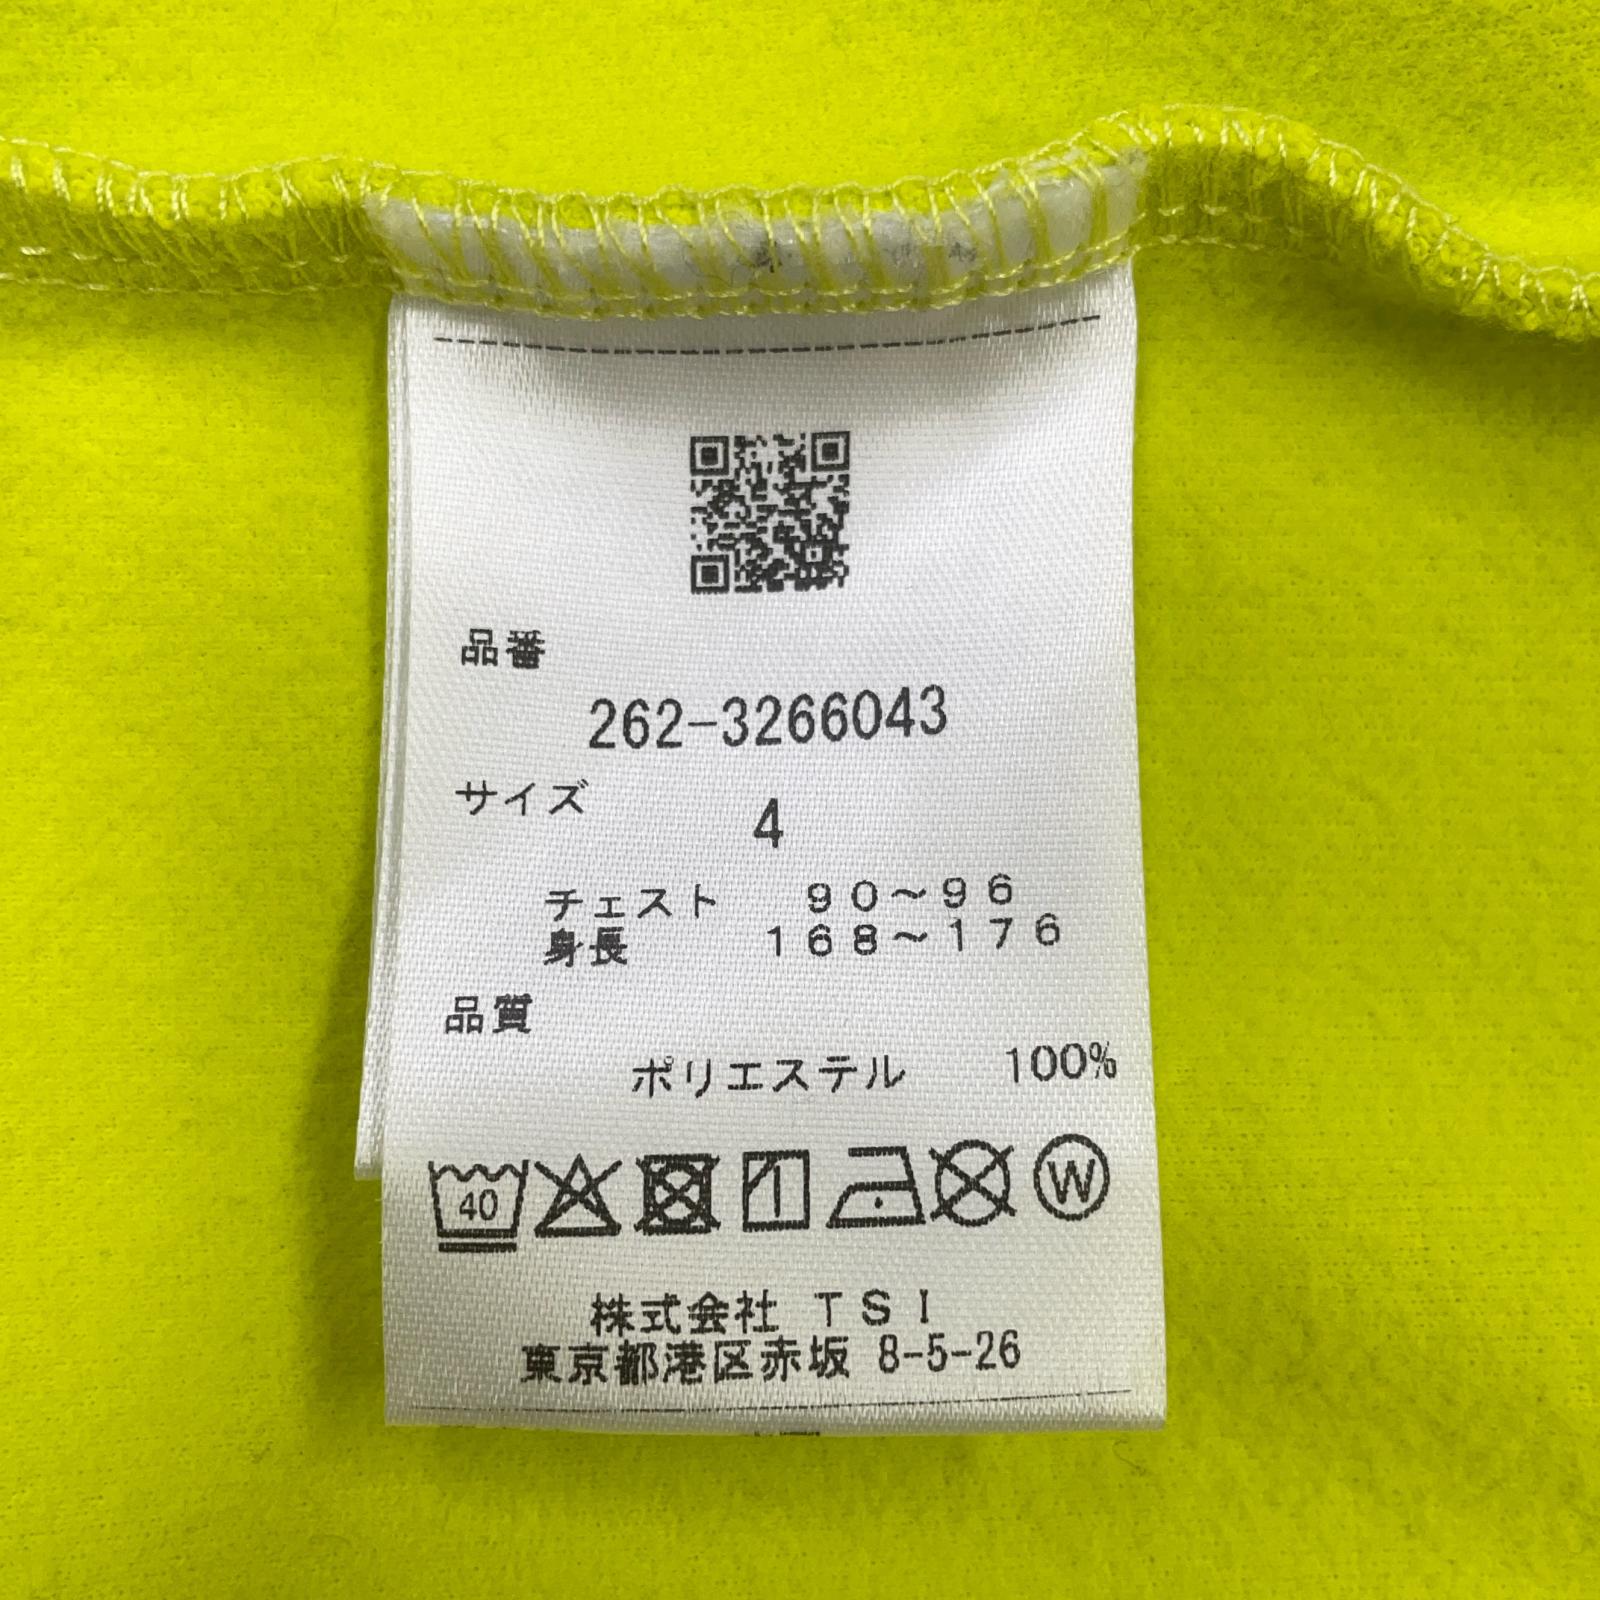 品番
262-3266043
サイズ 4
チェスト 90～96
身長 168～176
品質
ポリエステル 100%
40 W
株式会社 TSI
東京都港区赤坂 8-5-26